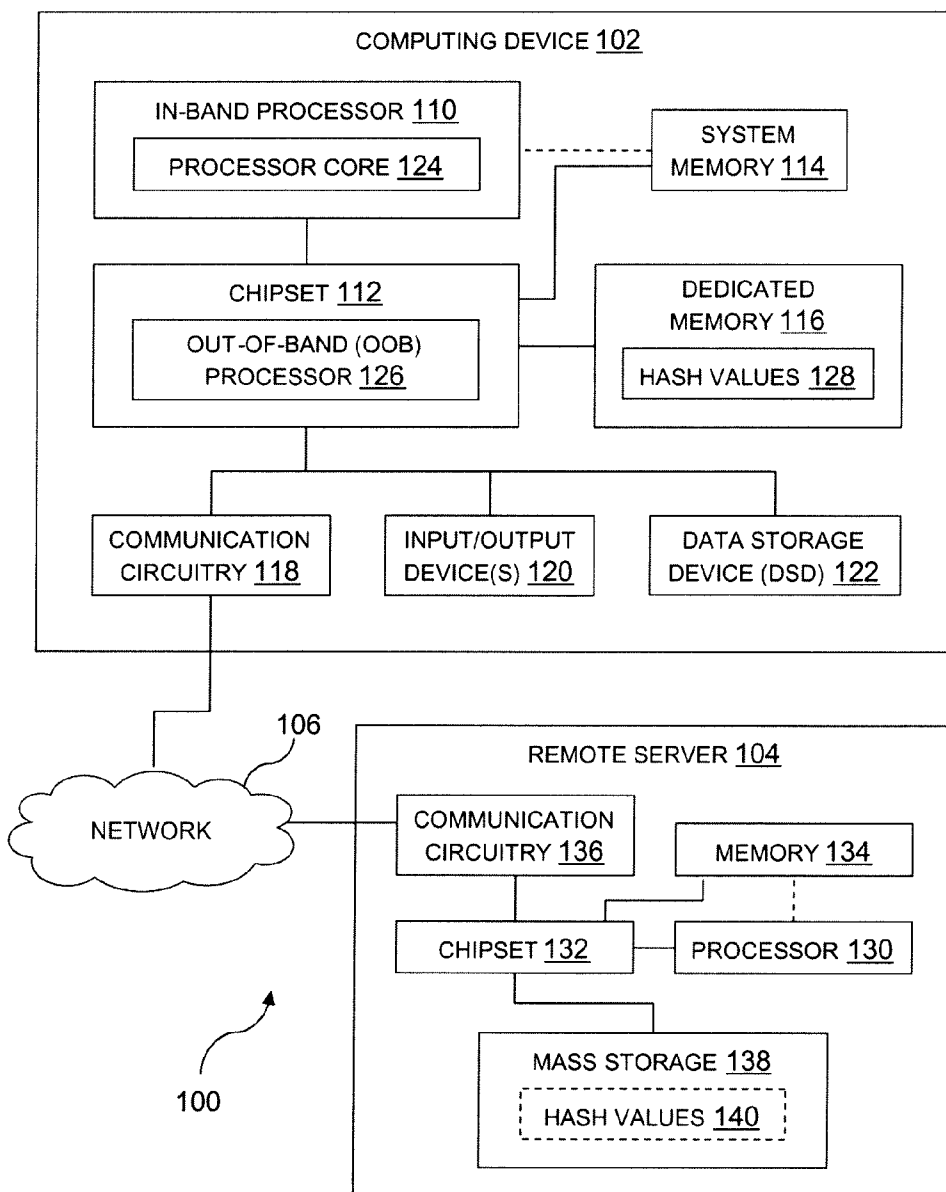 COMPUTING DEVICE 102
IN-BAND PROCESSOR 110
PROCESSOR CORE 124
SYSTEM
MEMORY 114
CHIPSET 112
OUT-OF-BAND (OOB)
PROCESSOR 126
DEDICATED
MEMORY 116
HASH VALUES 128
COMMUNICATION
CIRCUITRY 118
INPUT/OUTPUT
DEVICE(S) 120
DATA STORAGE
DEVICE (DSD) 122
106
NETWORK
REMOTE SERVER 104
COMMUNICATION
CIRCUITRY 136
MEMORY 134
CHIPSET 132
PROCESSOR 130
MASS STORAGE 138
HASH VALUES 140
100